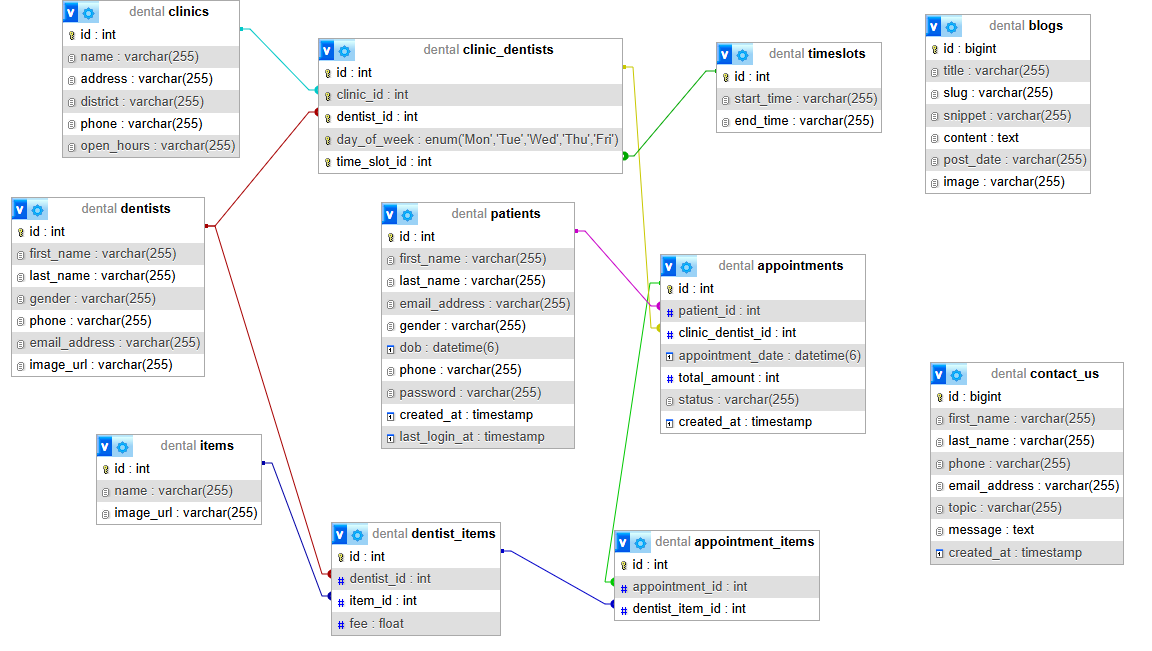 dental clinics
id : int
name : varchar(255)
address : varchar(255)
district : varchar(255)
phone : varchar(255)
open_hours : varchar(255)
dental clinic_dentists
id : int
clinic_id : int
dentist_id : int
day_of_week : enum('Mon','Tue','Wed','Thu','Fri')
time_slot_id : int
dental timeslots
id : int
start_time : varchar(255)
end_time : varchar(255)
dental blogs
id : bigint
title : varchar(255)
slug : varchar(255)
snippet : varchar(255)
content : text
post_date : varchar(255)
image : varchar(255)
dental dentists
id : int
first_name : varchar(255)
last_name : varchar(255)
gender : varchar(255)
phone : varchar(255)
email_address : varchar(255)
image_url : varchar(255)
dental patients
id : int
first_name : varchar(255)
last_name : varchar(255)
email_address : varchar(255)
gender : varchar(255)
dob : datetime(6)
phone : varchar(255)
password : varchar(255)
created_at : timestamp
last_login_at : timestamp
dental appointments
id : int
patient_id : int
clinic_dentist_id : int
appointment_date : datetime(6)
total_amount : int
status : varchar(255)
created_at : timestamp
dental contact_us
id : bigint
first_name : varchar(255)
last_name : varchar(255)
phone : varchar(255)
email_address : varchar(255)
topic : varchar(255)
message : text
created_at : timestamp
dental items
id : int
name : varchar(255)
image_url : varchar(255)
dental dentist_items
id : int
dentist_id : int
item_id : int
fee : float
dental appointment_items
id : int
appointment_id : int
dentist_item_id : int